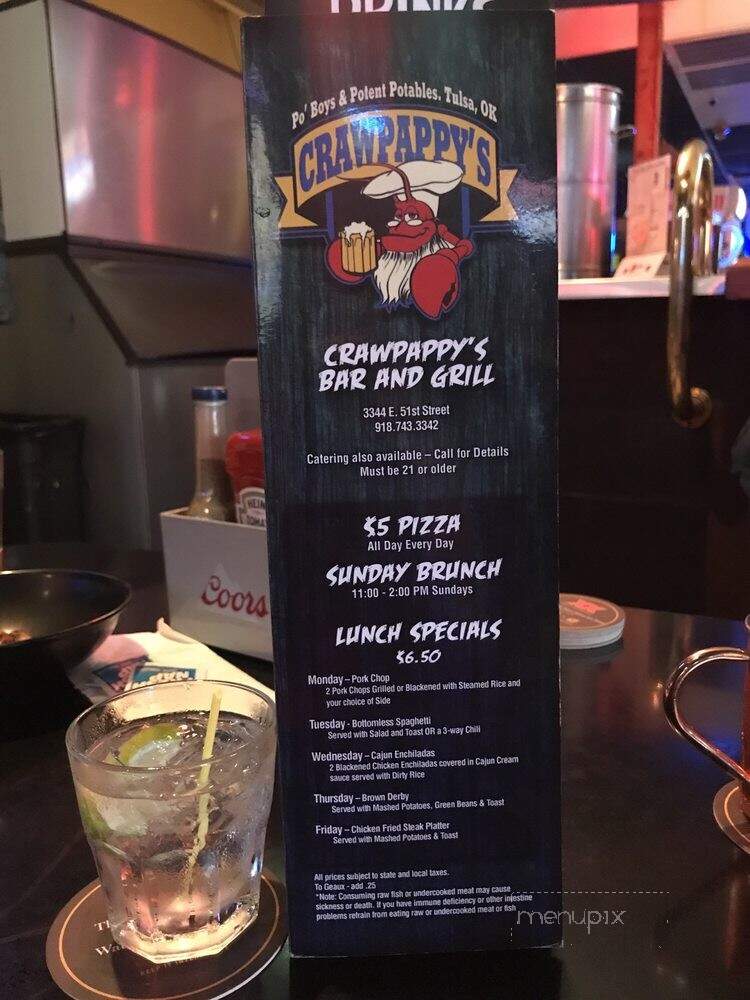 DRINKS
Po' Boys & Potent Potables. Tulsa, OK
CRAWPAPPY'S
CRAWPAPPY'S
BAR AND GRILL
3344 E. 51st Street
918.743.3342
Catering also available – Call for Details
Must be 21 or older
$5 PIZZA
All Day Every Day
SUNDAY BRUNCH
11:00 - 2:00 PM Sundays
LUNCH SPECIALS
$6.50
Monday – Pork Chop
2 Pork Chops Grilled or Blackened with Steamed Rice and
your choice of Side
Tuesday - Bottomless Spaghetti
Served with Salad and Toast OR a 3-way Chili
Wednesday – Cajun Enchiladas
2 Blackened Chicken Enchiladas covered in Cajun Cream
sauce served with Dirty Rice
Thursday – Brown Derby
Served with Mashed Potatoes, Green Beans & Toast
Friday – Chicken Fried Steak Platter
Served with Mashed Potatoes & Toast
All prices subject to state and local taxes.
To Geaux - add .25
*Note: Consuming raw fish or undercooked meat may cause
sickness or death. If you have immune deficiency or other intestine
problems refrain from eating raw or undercooked meat or fish
menupix
Coors
HEIN
TOMA